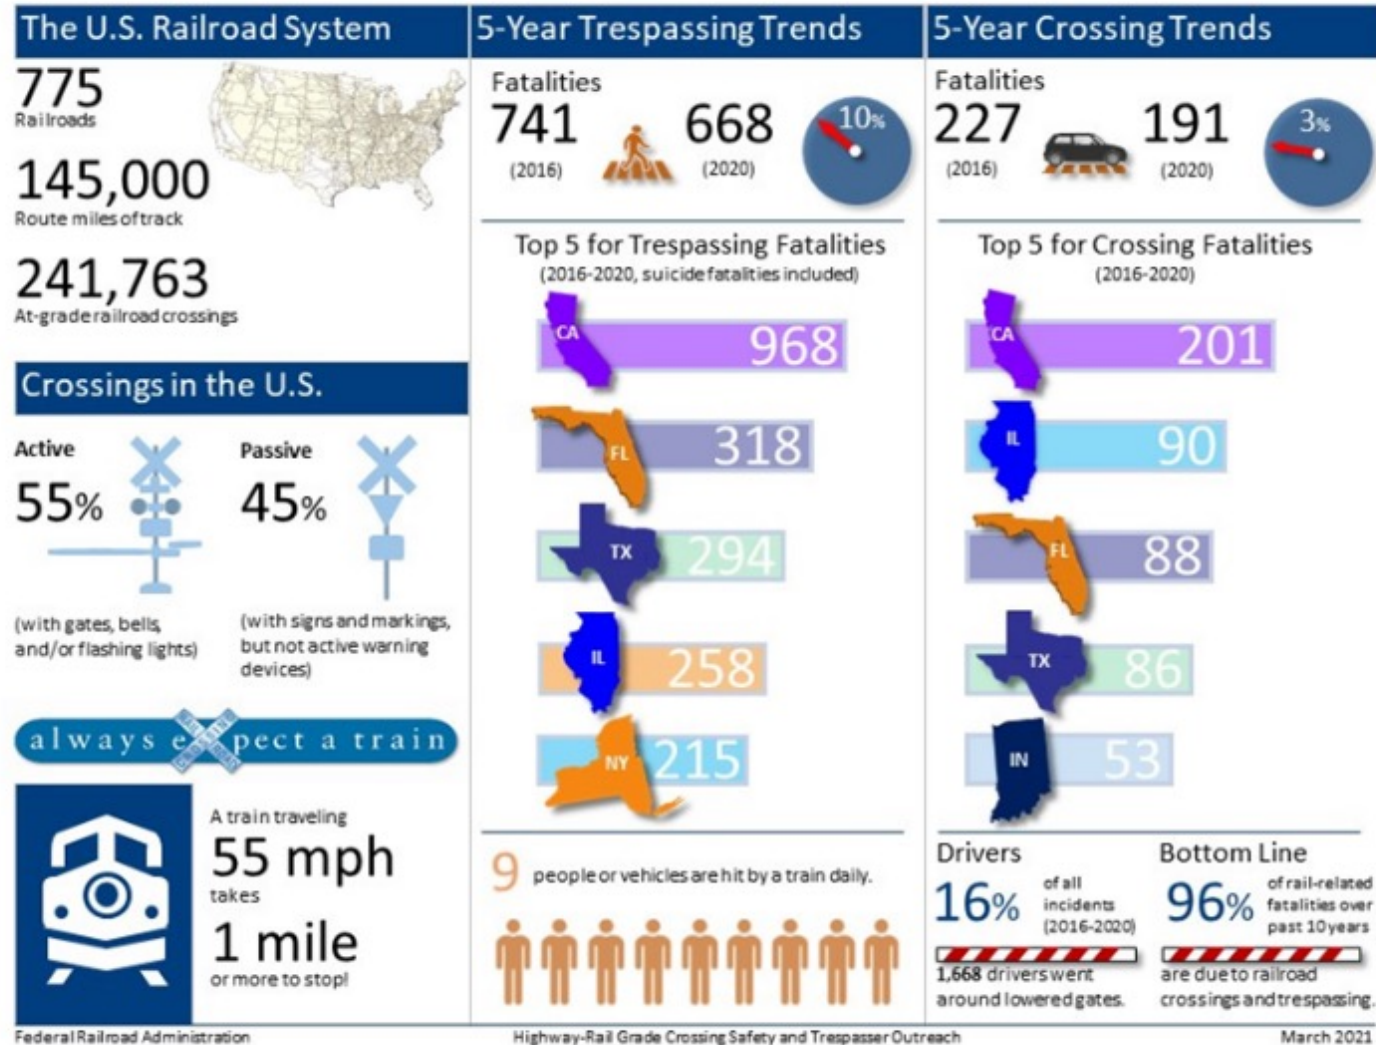 The U.S. Railroad System
775
Railroads
145,000
Route miles of track
241,763
At-grade railroad crossings
Crossings in the U.S.
Active
55%
(with gates, bells,
and/or flashing lights)
Passive
45%
(with signs and markings,
but not active warning
devices)
always expect a train
A train traveling
55 mph
takes
1 mile
or more to stop!
5-Year Trespassing Trends
Fatalities
741
(2016)
668
(2020)
10%
Top 5 for Trespassing Fatalities
(2016-2020, suicide fatalities included)
CA 968
FL 318
TX 294
IL 258
NY 215
9 people or vehicles are hit by a train daily.
5-Year Crossing Trends
Fatalities
227
(2016)
191
(2020)
3%
Top 5 for Crossing Fatalities
(2016-2020)
CA 201
IL 90
FL 88
TX 86
IN 53
Drivers
16%
of all
incidents
(2016-2020)
1,668 drivers went
around lowered gates.
Bottom Line
96%
of rail-related
fatalities over
past 10 years
are due to railroad
crossings and trespassing.
Federal Railroad Administration
Highway-Rail Grade Crossing Safety and Trespasser Outreach
March 2021